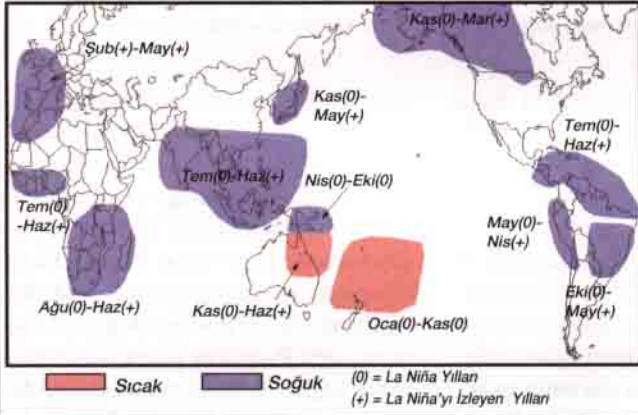 Kas(0)-Mar(+)
Şub(+)-May(+)
Kas(0)-
May(+)
Tem(0)-
Haz(+)
Tem(0)-Haz(+)
Nis(0)-Eki(0)
Tem(0)
-Haz(+)
May(0)-
Nis(+)
Ağu(0)-Haz(+)
Kas(0)-Haz(+)
Oca(0)-Kas(0)
Eki(0)-
May(+)
Sıcak
Soğuk
(0) = La Niña Yılları
(+) = La Niña'yı İzleyen Yılları